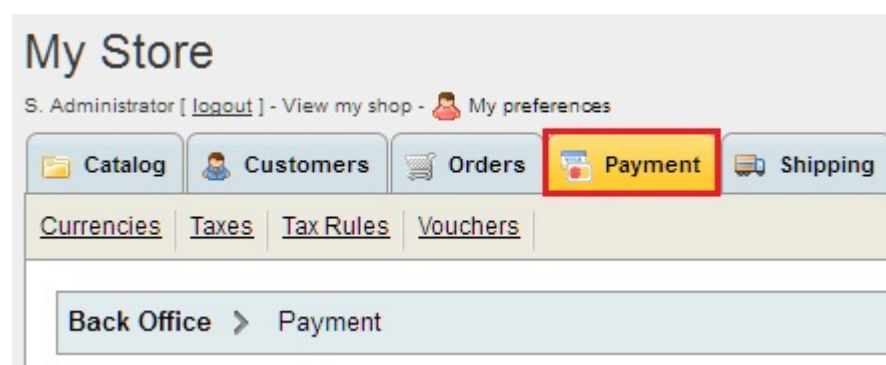 My Store
S. Administrator [ logout ] - View my shop - My preferences
Catalog Customers Orders Payment Shipping
Currencies Taxes Tax Rules Vouchers
Back Office > Payment